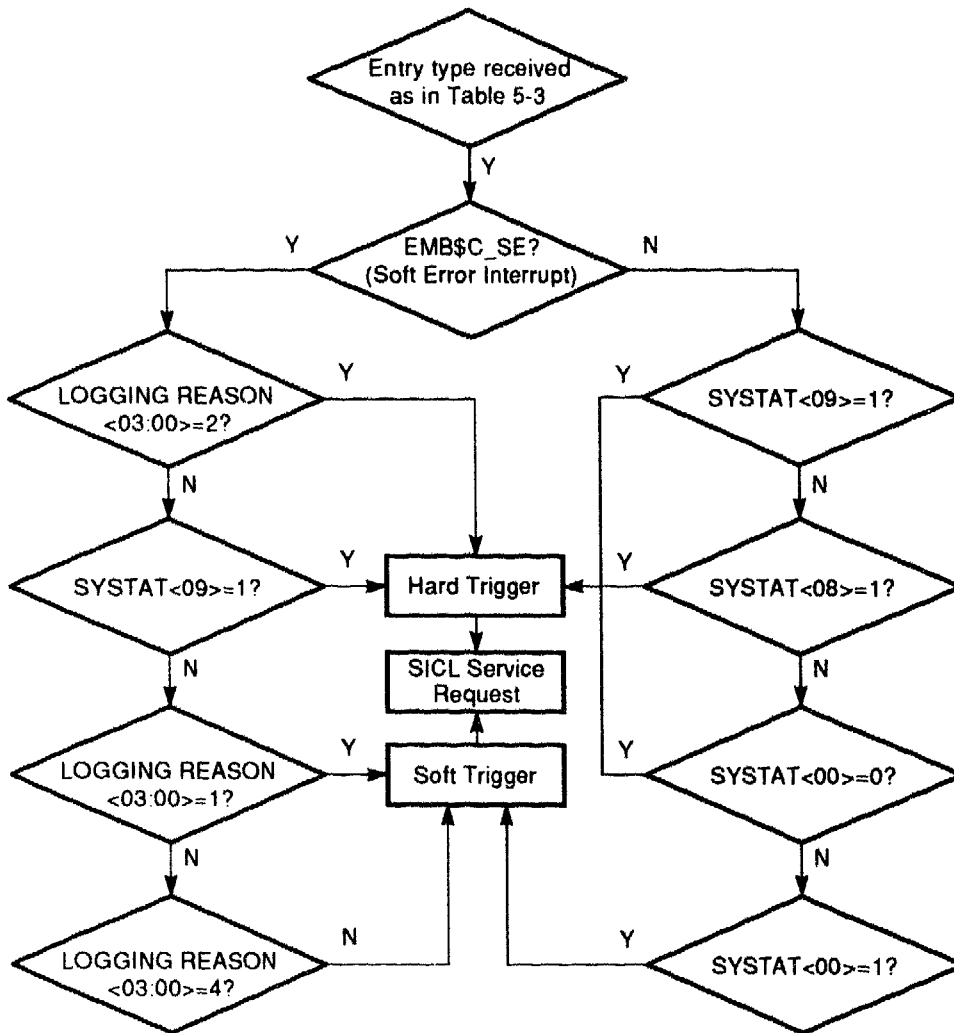 Entry type received
as in Table 5-3
Y
EMB$C_SE?
(Soft Error Interrupt)
Y
N
LOGGING REASON
<03:00>=2?
Y
N
Y
SYSTAT<09>=1?
N
SYSTAT<09>=1?
Y
N
Hard Trigger
Y
SYSTAT<08>=1?
N
SICL Service
Request
LOGGING REASON
<03:00>=1?
Y
N
Soft Trigger
Y
SYSTAT<00>=0?
N
LOGGING REASON
<03:00>=4?
N
Y
SYSTAT<00>=1?